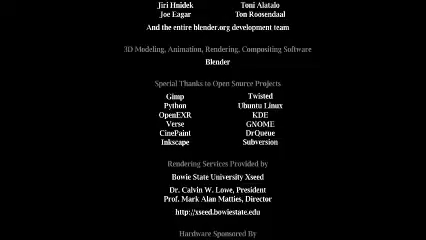 Jiri Hnidek Toni Alatalo
Joe Eagar Ton Roosendaal
And the entire blender.org development team
3D Modeling, Animation, Rendering, Compositing Software
Blender
Special Thanks to Open Source Projects
Gimp Twisted
Python Ubuntu Linux
OpenEXR KDE
Verse GNOME
CinePaint DrQueue
Inkscape Subversion
Rendering Services Provided by
Bowie State University Xseed
Dr. Calvin W. Lowe, President
Prof. Mark Alan Matties, Director
http://xseed.bowiestate.edu
Hardware Sponsored By